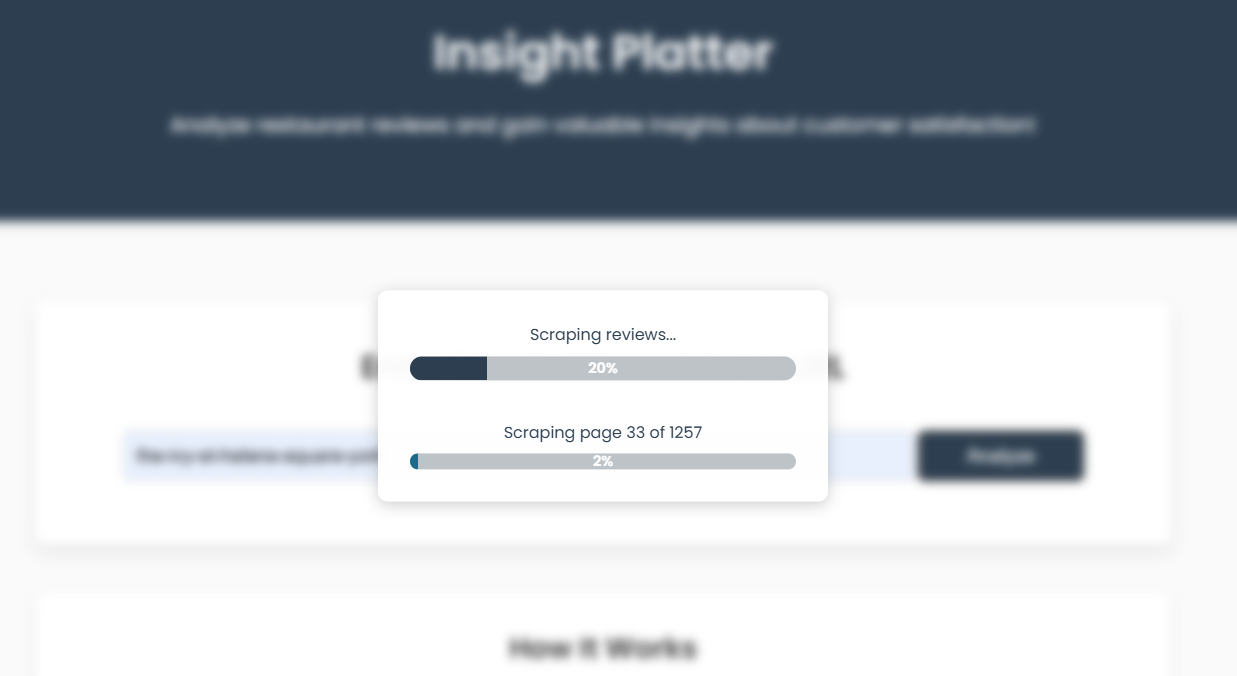 Insight Platter
Analyze restaurant reviews and gain valuable insights about customer satisfaction!
Scraping reviews...
20%
Scraping page 33 of 1257
2%
Analyze
How It Works